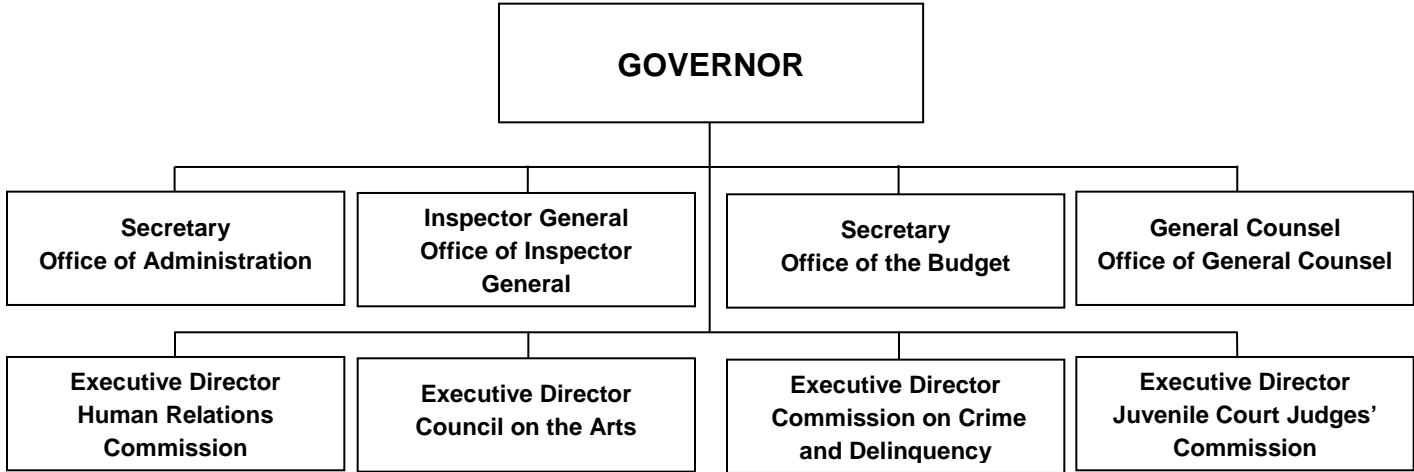 GOVERNOR
Secretary
Office of Administration
Inspector General
Office of Inspector
General
Secretary
Office of the Budget
General Counsel
Office of General Counsel
Executive Director
Human Relations
Commission
Executive Director
Council on the Arts
Executive Director
Commission on Crime
and Delinquency
Executive Director
Juvenile Court Judges’
Commission